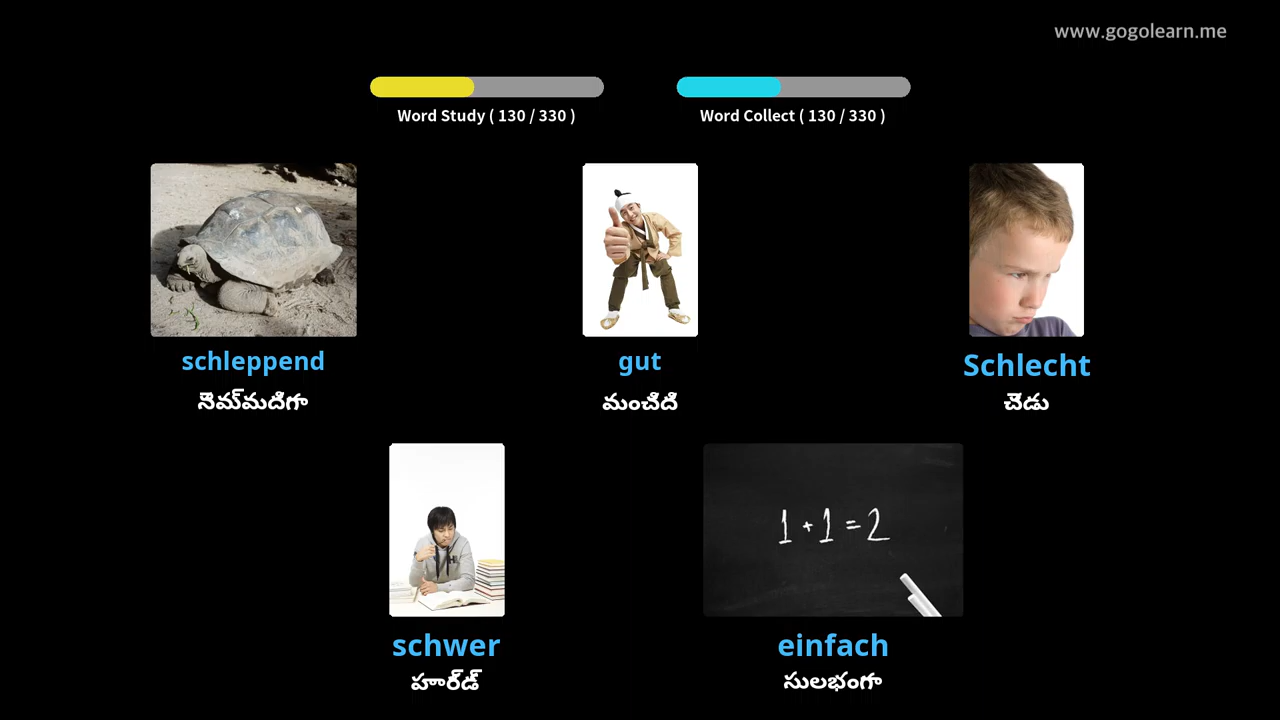 www.gogolearn.me
Word Study ( 130 / 330 )
Word Collect ( 130 / 330 )
schleppend
నెమ్‌మదిగా
gut
మంచిది
Schlecht
చెడు
1 + 1 = 2
schwer
హార్‌డ్
einfach
సులభంగా